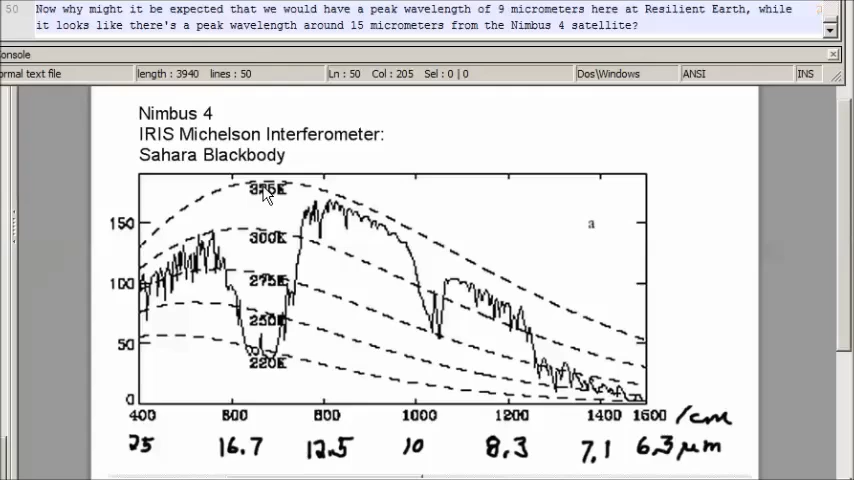 50 Now why might it be expected that we would have a peak wavelength of 9 micrometers here at Resilient Earth, while
it looks like there's a peak wavelength around 15 micrometers from the Nimbus 4 satellite?
onsole
rmal text file length : 3940 lines : 50 Ln : 50 Col : 205 Sel : 0 | 0 Dos\Windows ANSI INS
Nimbus 4
IRIS Michelson Interferometer:
Sahara Blackbody
a
150
300K
100
275K
250K
50
220K
0
400 600 800 1000 1200 1400 1600 /cm
25 16.7 12.5 10 8.3 7.1 6.3 µm